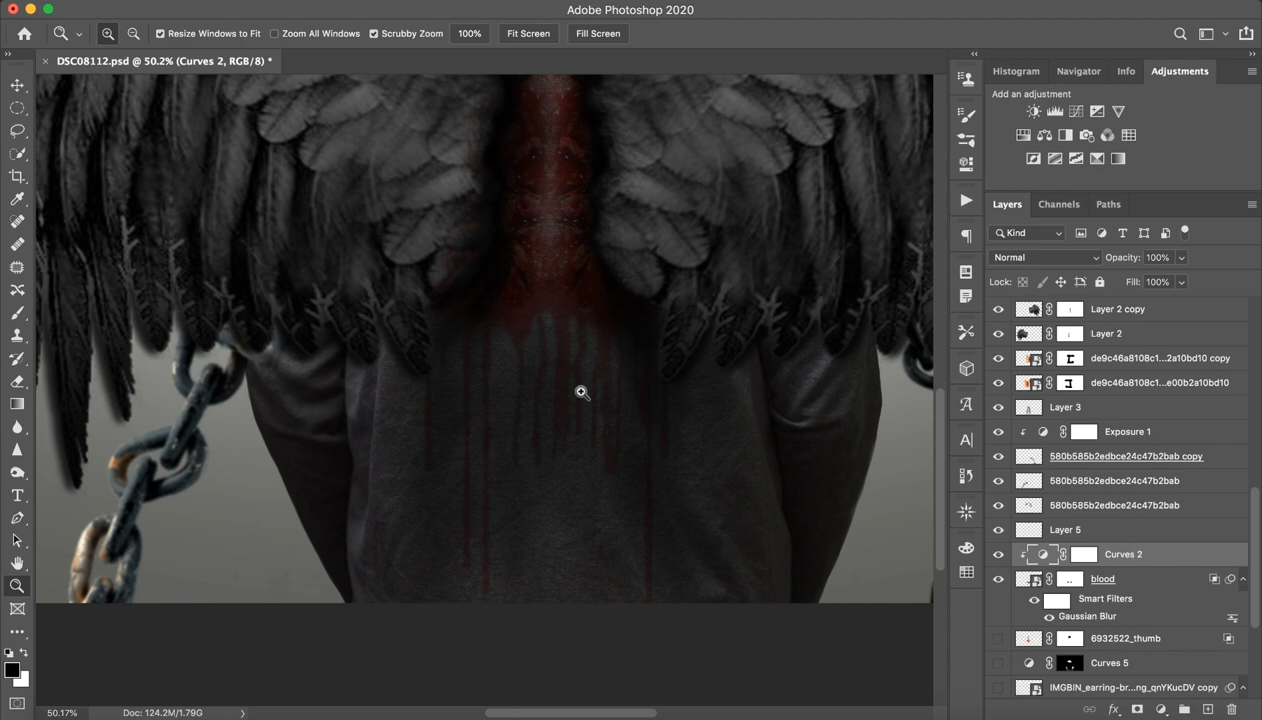 Adobe Photoshop 2020
Resize Windows to Fit Zoom All Windows Scrubby Zoom 100% Fit Screen Fill Screen
DSC08112.psd @ 50.2% (Curves 2, RGB/8) *
Histogram Navigator Info Adjustments
Add an adjustment
Layers Channels Paths
Kind
Normal Opacity: 100%
Lock: Fill: 100%
Layer 2 copy
Layer 2
de9c46a8108c1...2a10bd10 copy
de9c46a8108c1...e00b2a10bd10
Layer 3
Exposure 1
580b585b2edbce24c47b2bab copy
580b585b2edbce24c47b2bab
580b585b2edbce24c47b2bab
Layer 5
Curves 2
blood
Smart Filters
Gaussian Blur
6932522_thumb
Curves 5
IMGBIN_earring-br...ng_qnYKucDV copy
50.17% Doc: 124.2M/1.79G